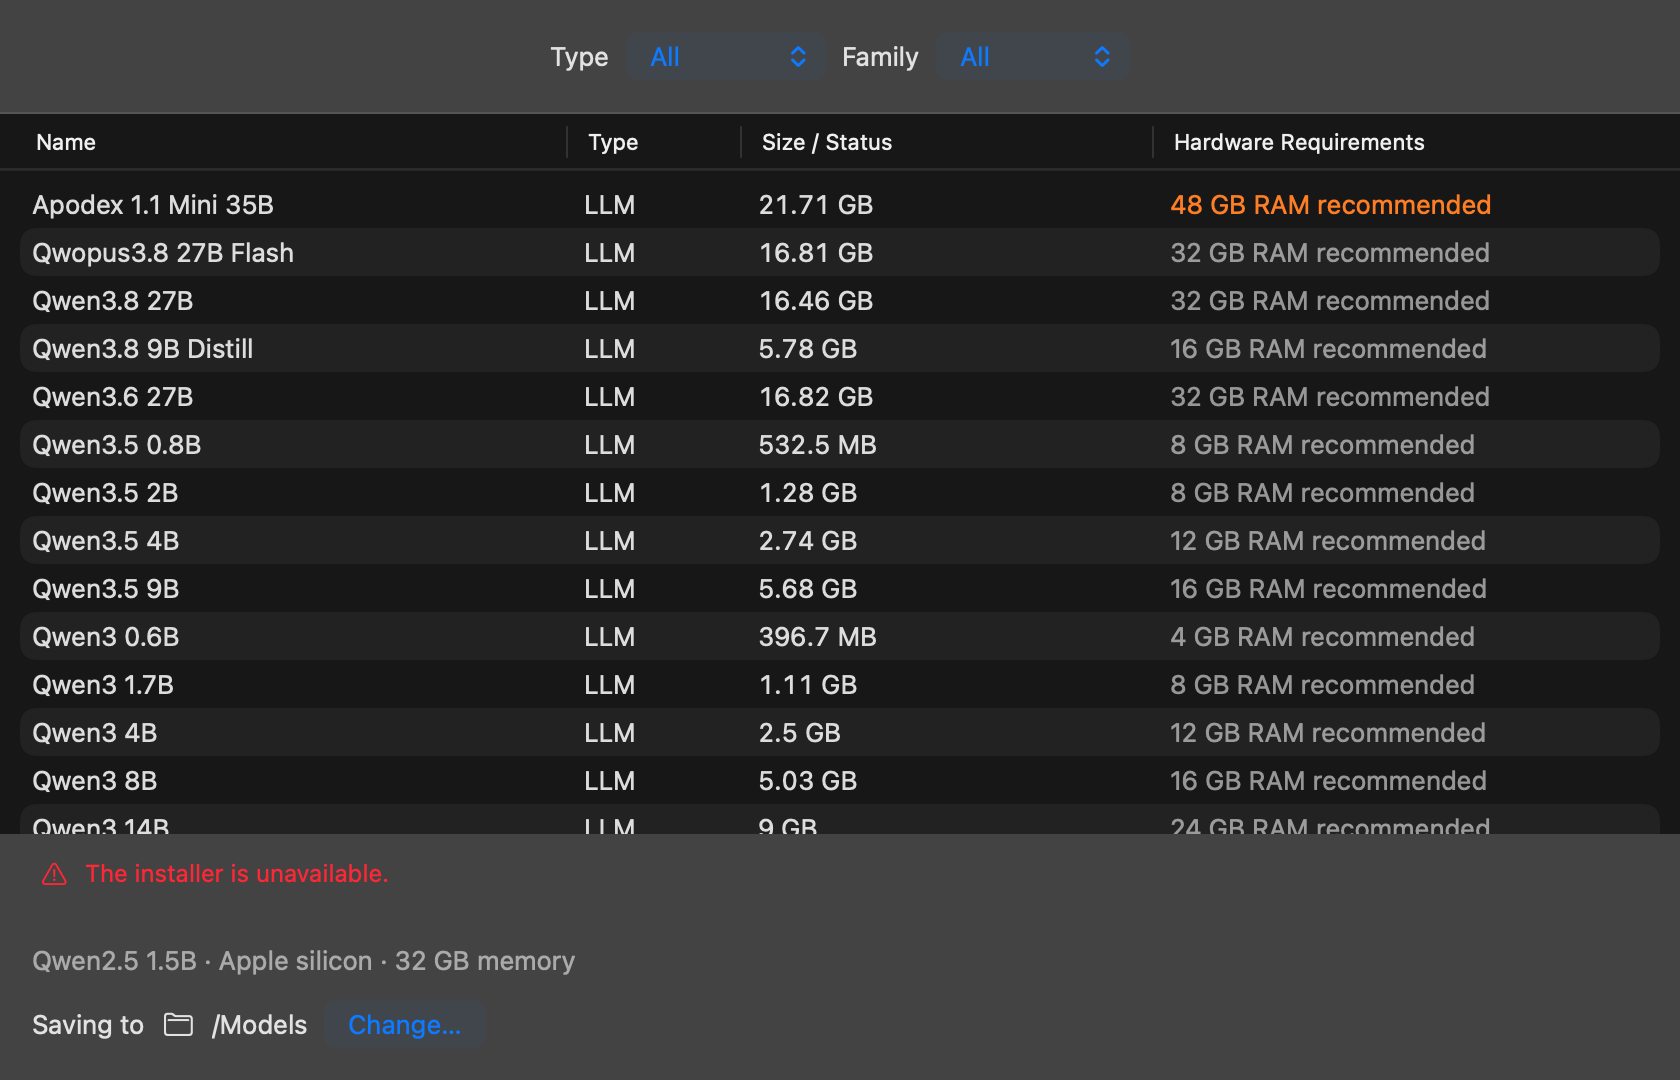 Type All Family All
Name Type Size / Status Hardware Requirements
Apodex 1.1 Mini 35B LLM 21.71 GB 48 GB RAM recommended
Qwopus3.8 27B Flash LLM 16.81 GB 32 GB RAM recommended
Qwen3.8 27B LLM 16.46 GB 32 GB RAM recommended
Qwen3.8 9B Distill LLM 5.78 GB 16 GB RAM recommended
Qwen3.6 27B LLM 16.82 GB 32 GB RAM recommended
Qwen3.5 0.8B LLM 532.5 MB 8 GB RAM recommended
Qwen3.5 2B LLM 1.28 GB 8 GB RAM recommended
Qwen3.5 4B LLM 2.74 GB 12 GB RAM recommended
Qwen3.5 9B LLM 5.68 GB 16 GB RAM recommended
Qwen3 0.6B LLM 396.7 MB 4 GB RAM recommended
Qwen3 1.7B LLM 1.11 GB 8 GB RAM recommended
Qwen3 4B LLM 2.5 GB 12 GB RAM recommended
Qwen3 8B LLM 5.03 GB 16 GB RAM recommended
Qwen3 14B LLM 9 GB 24 GB RAM recommended
The installer is unavailable.
Qwen2.5 1.5B · Apple silicon · 32 GB memory
Saving to /Models Change...